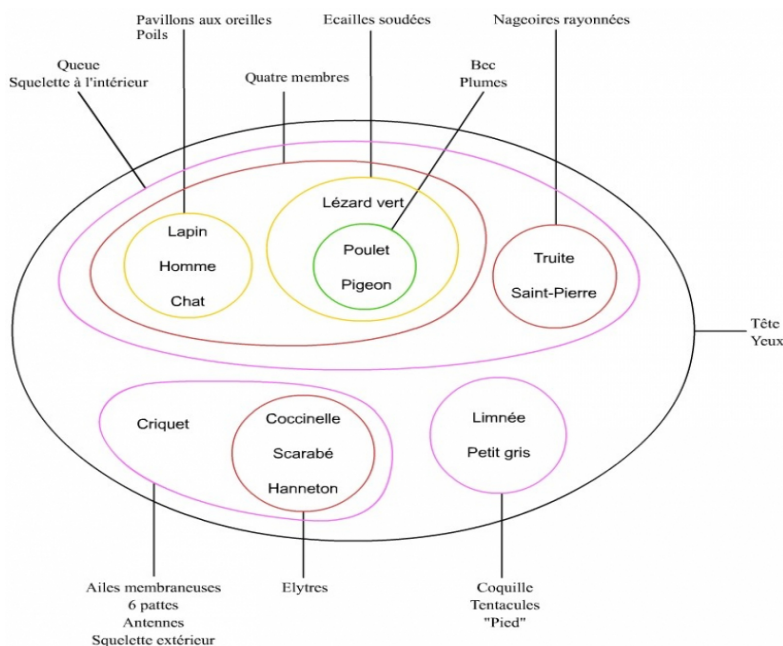 Pavillons aux oreilles
Poils
Ecailles soudées
Nageoires rayonnées
Queue
Squelette à l'intérieur
Quatre membres
Bec
Plumes
Lézard vert
Lapin
Homme
Chat
Poulet
Pigeon
Truite
Saint-Pierre
Tête
Yeux
Criquet
Coccinelle
Scarabé
Hanneton
Limnée
Petit gris
Ailes membraneuses
6 pattes
Antennes
Squelette extérieur
Elytres
Coquille
Tentacules
"Pied"